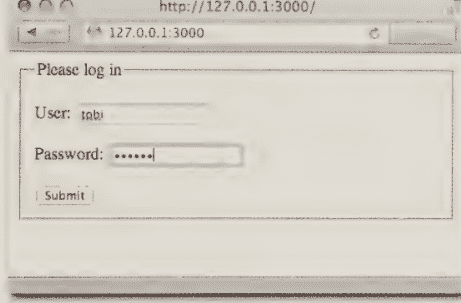 http://127.0.0.1:3000/
127.0.0.1:3000
Please log in
User: tobi
Password: ••••••
Submit